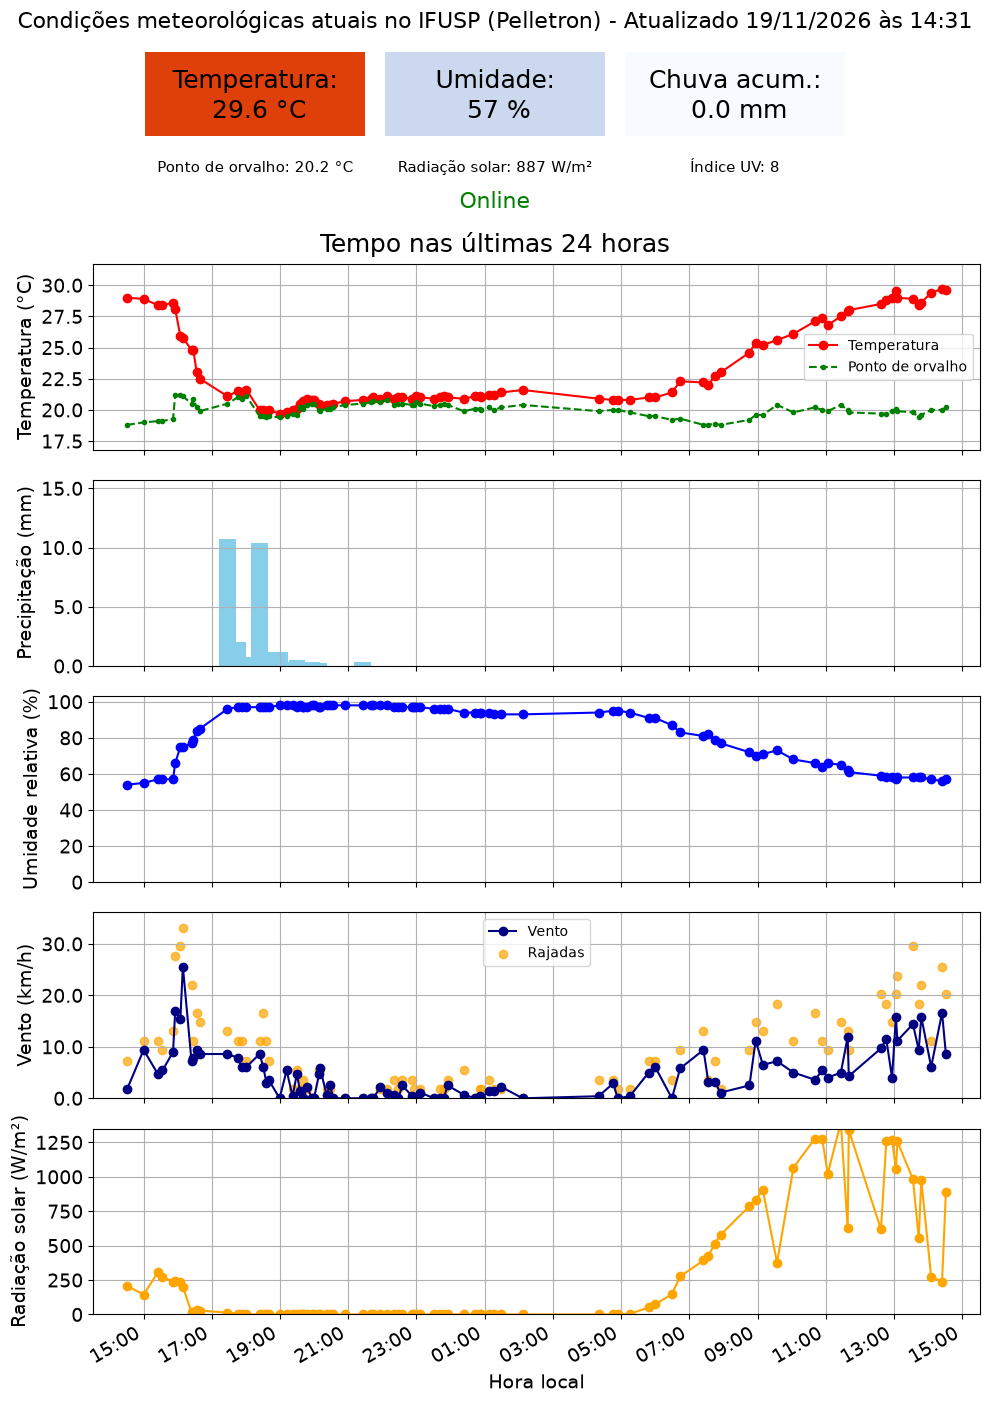 Condições meteorológicas atuais no IFUSP (Pelletron) - Atualizado 19/11/2026 às 14:31
Temperatura:
29.6 °C
Umidade:
57 %
Chuva acum.:
0.0 mm
Ponto de orvalho: 20.2 °C
Radiação solar: 887 W/m²
Índice UV: 8
Online
Tempo nas últimas 24 horas
Temperatura (°C)
30.0
27.5
25.0
22.5
20.0
17.5
Temperatura
Ponto de orvalho
Precipitação (mm)
15.0
10.0
5.0
0.0
Umidade relativa (%)
100
80
60
40
20
0
Vento (km/h)
30.0
20.0
10.0
0.0
Vento
Rajadas
Radiação solar (W/m²)
1250
1000
750
500
250
0
15:00
17:00
19:00
21:00
23:00
01:00
03:00
05:00
07:00
09:00
11:00
13:00
15:00
Hora local